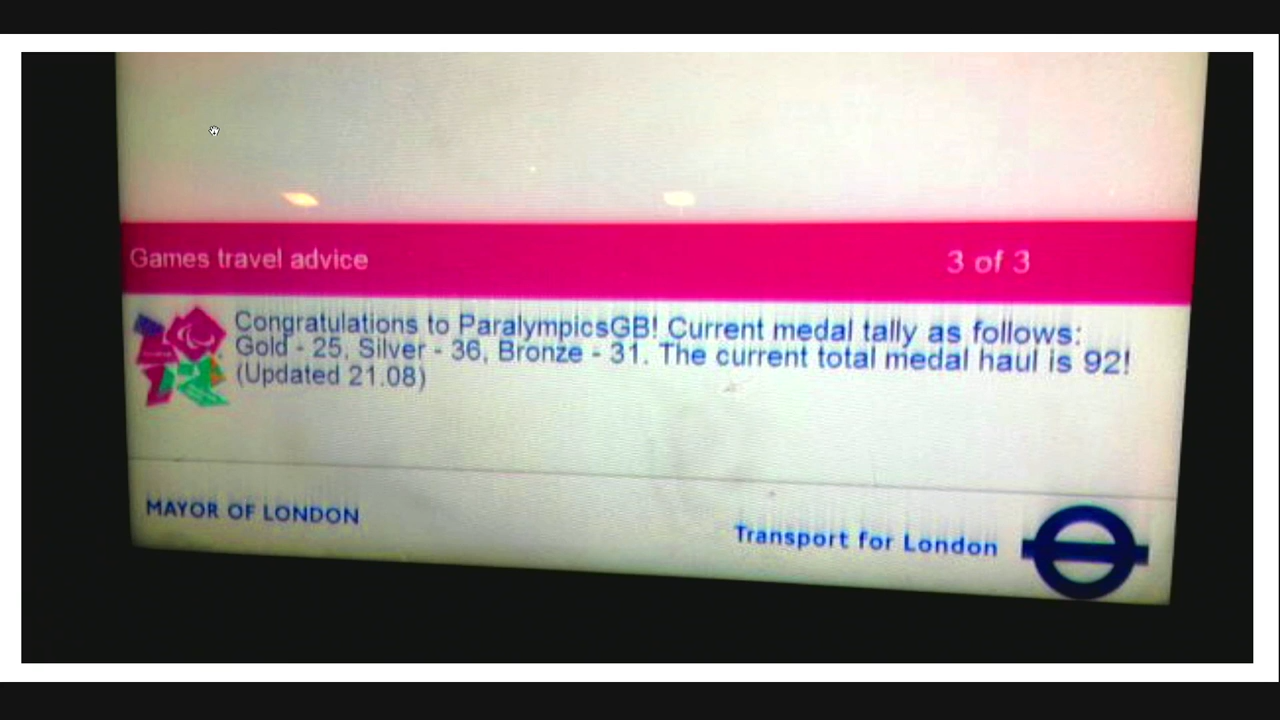 Games travel advice
3 of 3
Congratulations to ParalympicsGB! Current medal tally as follows:
Gold - 25, Silver - 36, Bronze - 31. The current total medal haul is 92!
(Updated 21.08)
MAYOR OF LONDON
Transport for London